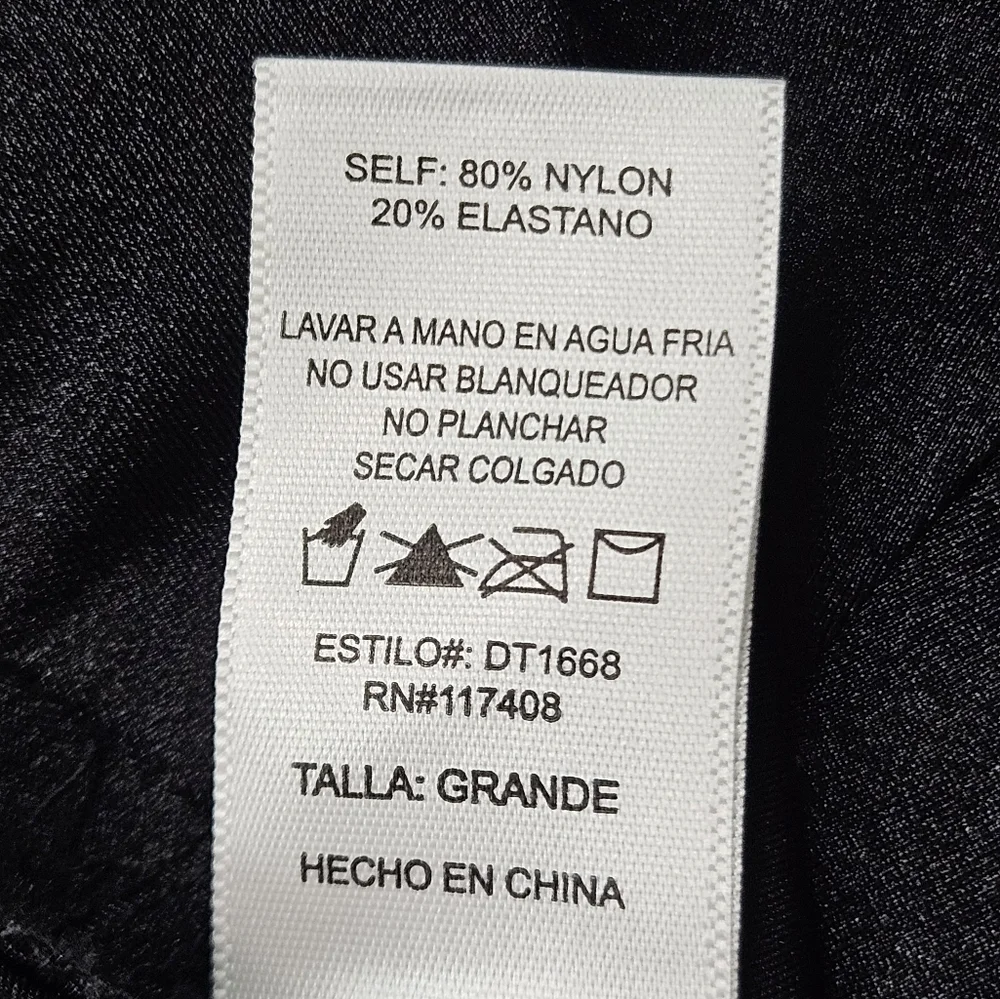 SELF: 80% NYLON
20% ELASTANO
LAVAR A MANO EN AGUA FRIA
NO USAR BLANQUEADOR
NO PLANCHAR
SECAR COLGADO
ESTILO#: DT1668
RN#117408
TALLA: GRANDE
HECHO EN CHINA